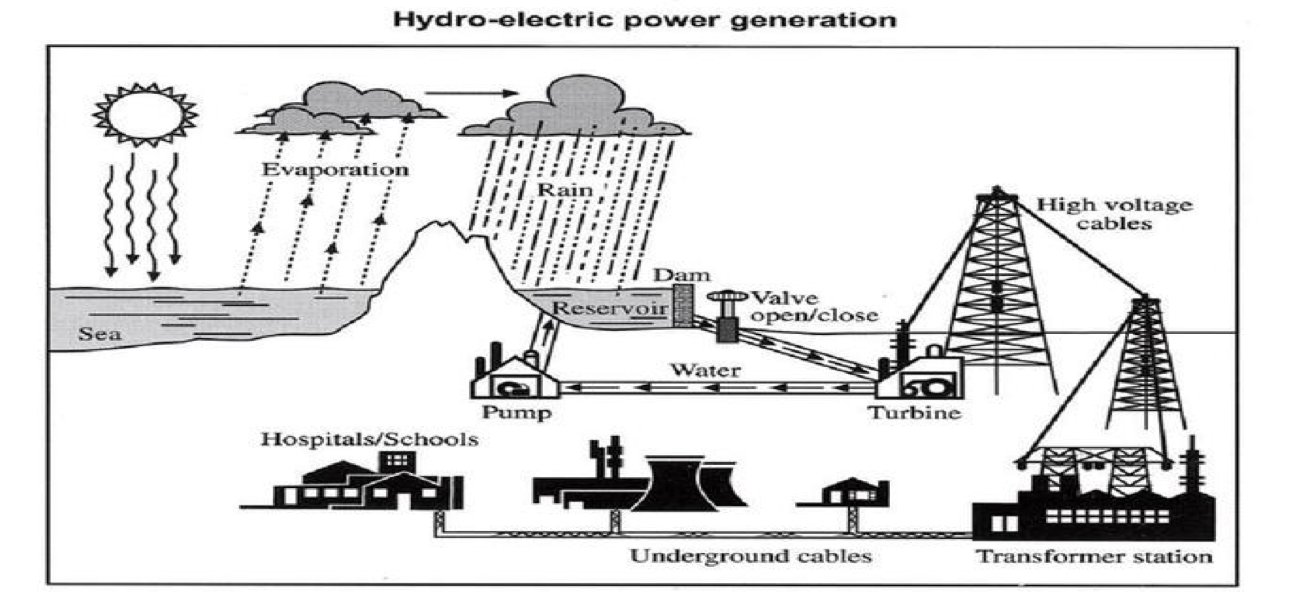 Hydro-electric power generation
Evaporation
Rain
High voltage
cables
Dam
Sea
Reservoir
Valve
open/close
Water
Pump
Turbine
Hospitals/Schools
Underground cables
Transformer station